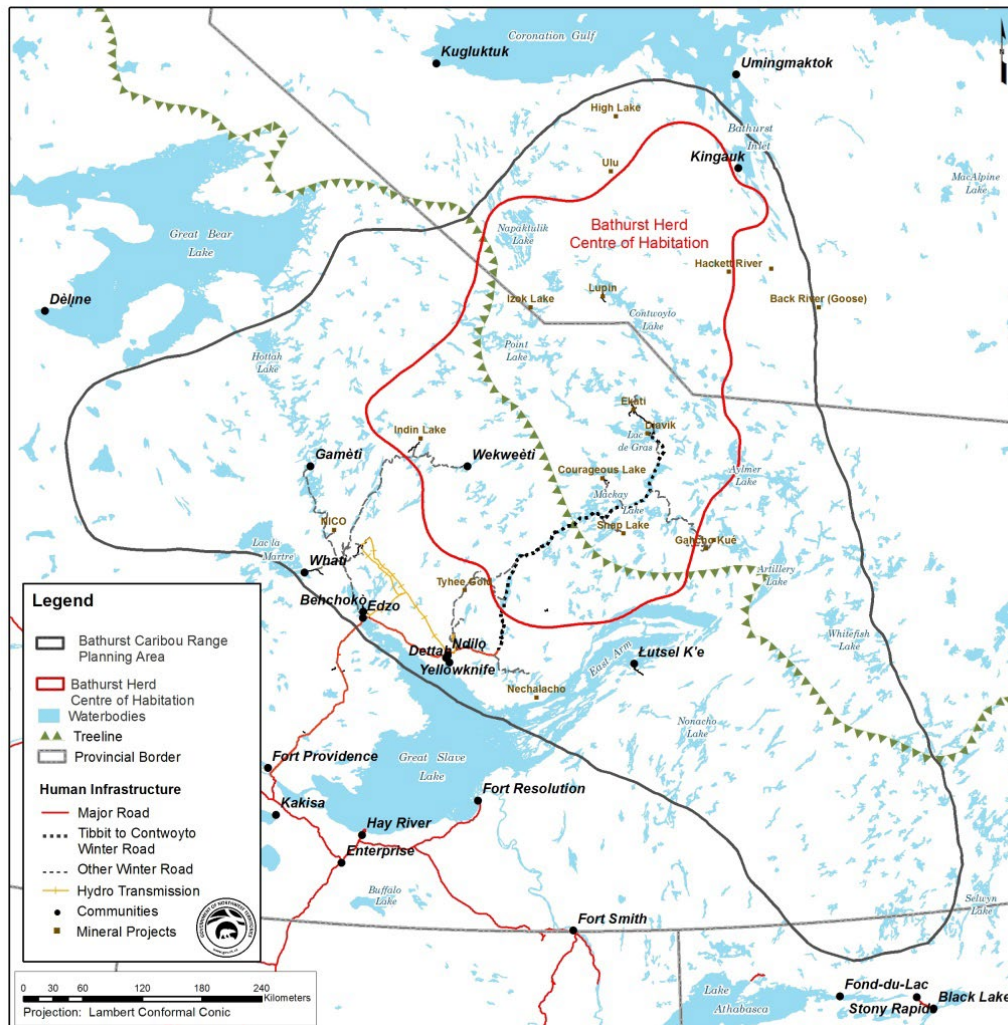 Coronation Gulf
Kugluktuk
Umingmaktok
High Lake
Bathurst
Inlet
Kingauk
Ulu
MacAlpine
Lake
Great Bear
Lake
Napaktulik
Lake
Bathurst Herd
Centre of Habitation
Hackett River
Dèlįne
Izok Lake
Lupin
Back River (Goose)
Contwoyto
Lake
Point
Lake
Hottah
Lake
Ekati
Diavik
Lac
de Gras
Indin Lake
Gamèti
Wekweèti
Courageous Lake
Aylmer
Lake
Mackay
Lake
NICO
Snap Lake
Gahcho Kué
Lac la
Martre
Whatì
Tyhee Gold
Artillery
Lake
Behchokò
Edzo
Whitefish
Lake
Ndilo
Dettah
Yellowknife
East Arm
Łutsel K'e
Nechalacho
Nonacho
Lake
Great Slave
Lake
Fort Providence
Fort Resolution
Kakisa
Hay River
Enterprise
Buffalo
Lake
Selwyn
Lake
Fort Smith
Fond-du-Lac
Lake
Athabasca
Black Lake
Stony Rapid
Legend
Bathurst Caribou Range
Planning Area
Bathurst Herd
Centre of Habitation
Waterbodies
Treeline
Provincial Border
Human Infrastructure
Major Road
Tibbit to Contwoyto
Winter Road
Other Winter Road
Hydro Transmission
Communities
Mineral Projects
0 30 60 120 180 240
Kilometers
Projection: Lambert Conformal Conic